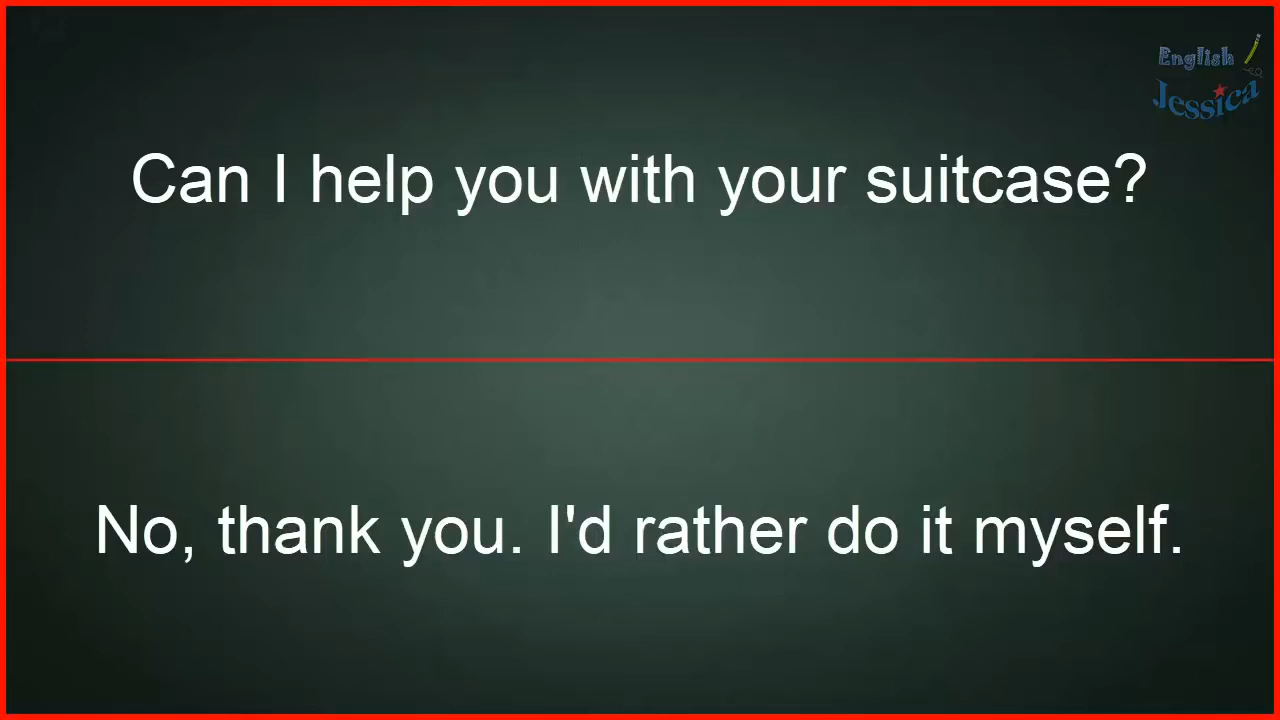 English
Jessica
Can I help you with your suitcase?
No, thank you. I'd rather do it myself.